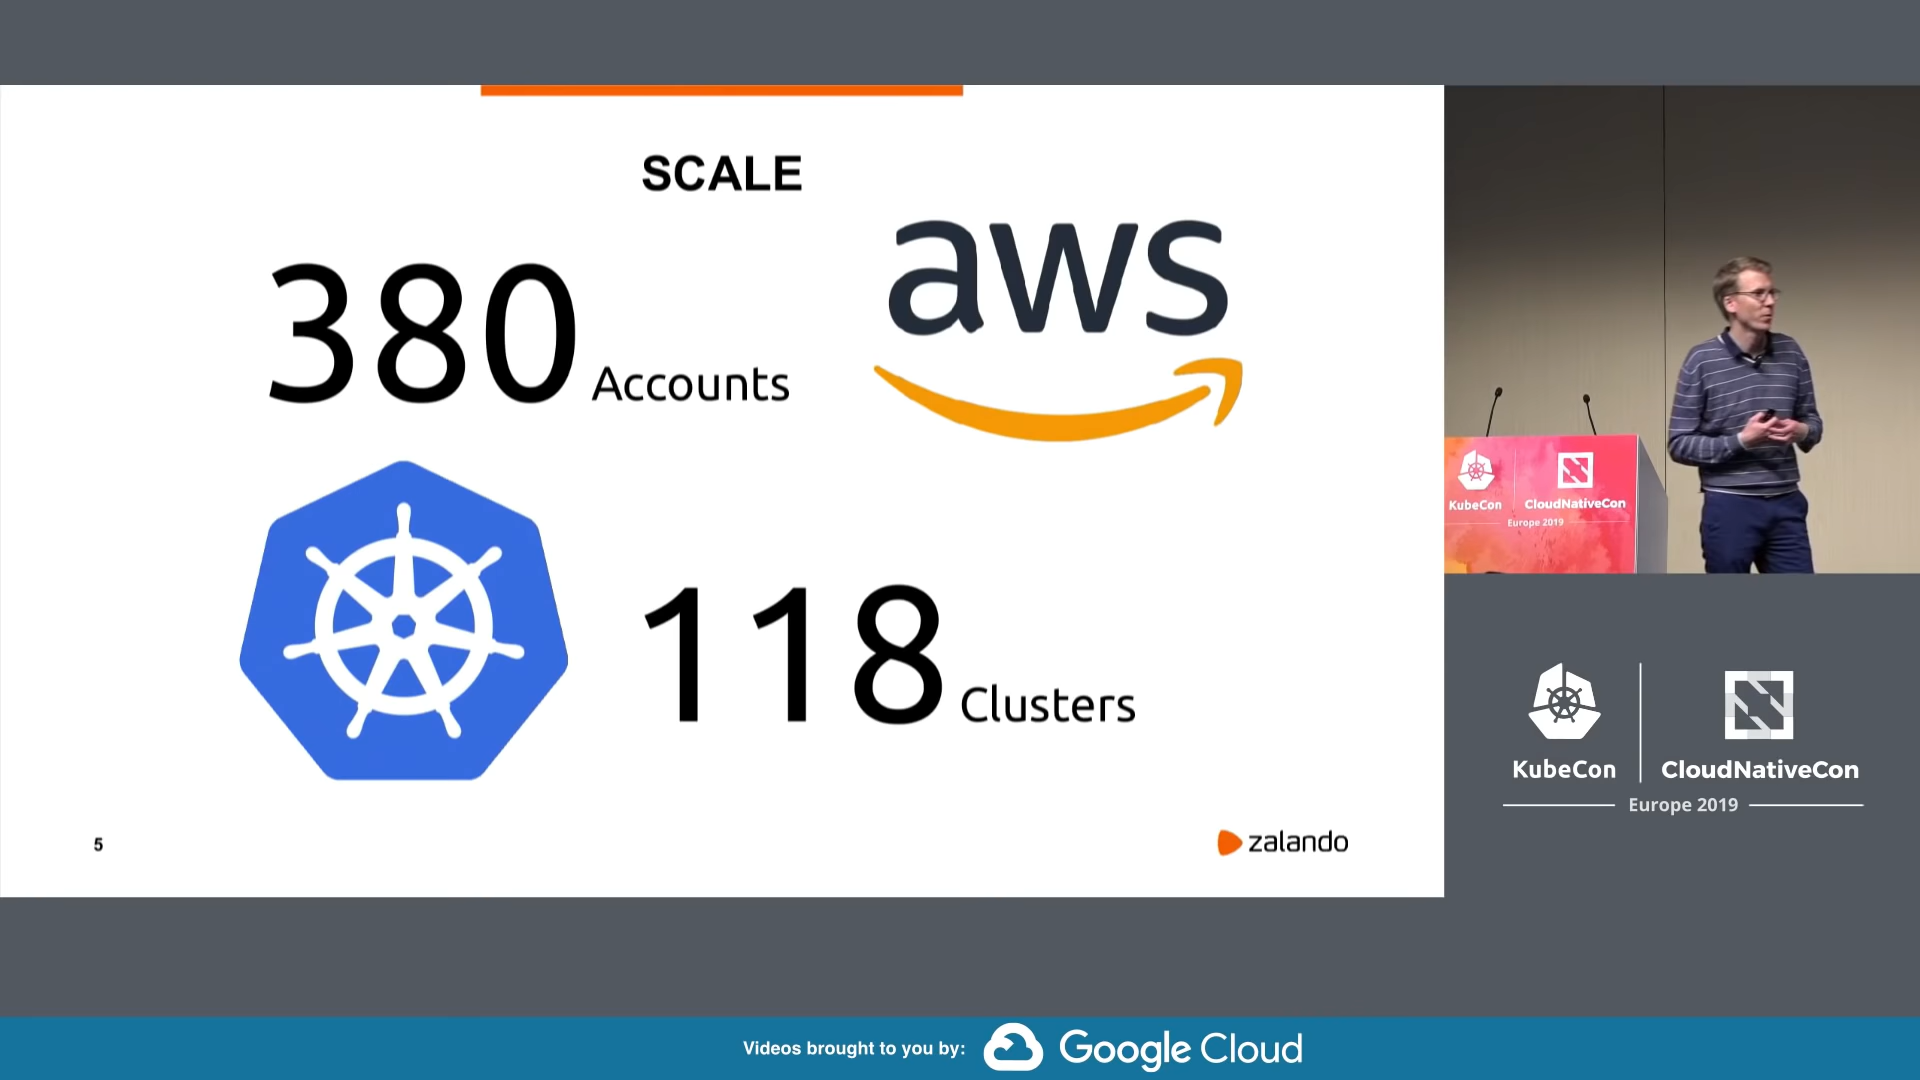 SCALE
380 Accounts
aws
118 Clusters
5
zalando
KubeCon
CloudNativeCon
Europe 2019
KubeCon
CloudNativeCon
Europe 2019
Videos brought to you by:
Google Cloud